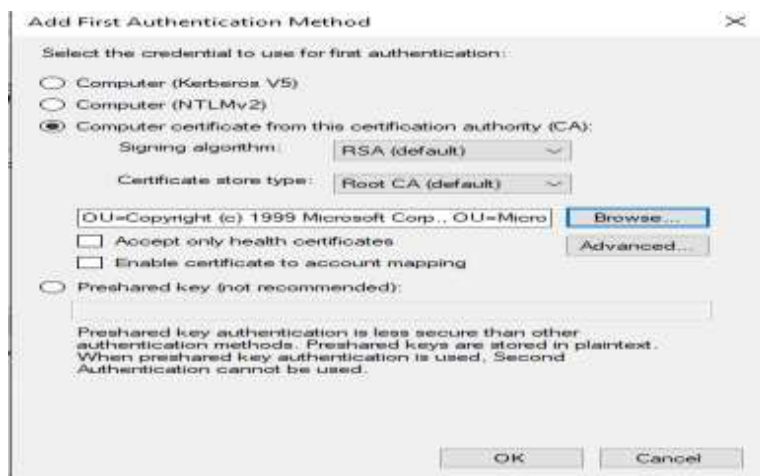 Add First Authentication Method
Select the credential to use for first authentication:
Computer (Kerberos V5)
Computer (NTLMv2)
Computer certificate from this certification authority (CA):
Signing algorithm: RSA (default)
Certificate store type: Root CA (default)
OU=Copyright (c) 1999 Microsoft Corp., OU=Micro Browse...
Accept only health certificates Advanced...
Enable certificate to account mapping
Preshared key (not recommended):
Preshared key authentication is less secure than other
authentication methods. Preshared keys are stored in plaintext.
When preshared key authentication is used, Second
Authentication cannot be used.
OK Cancel